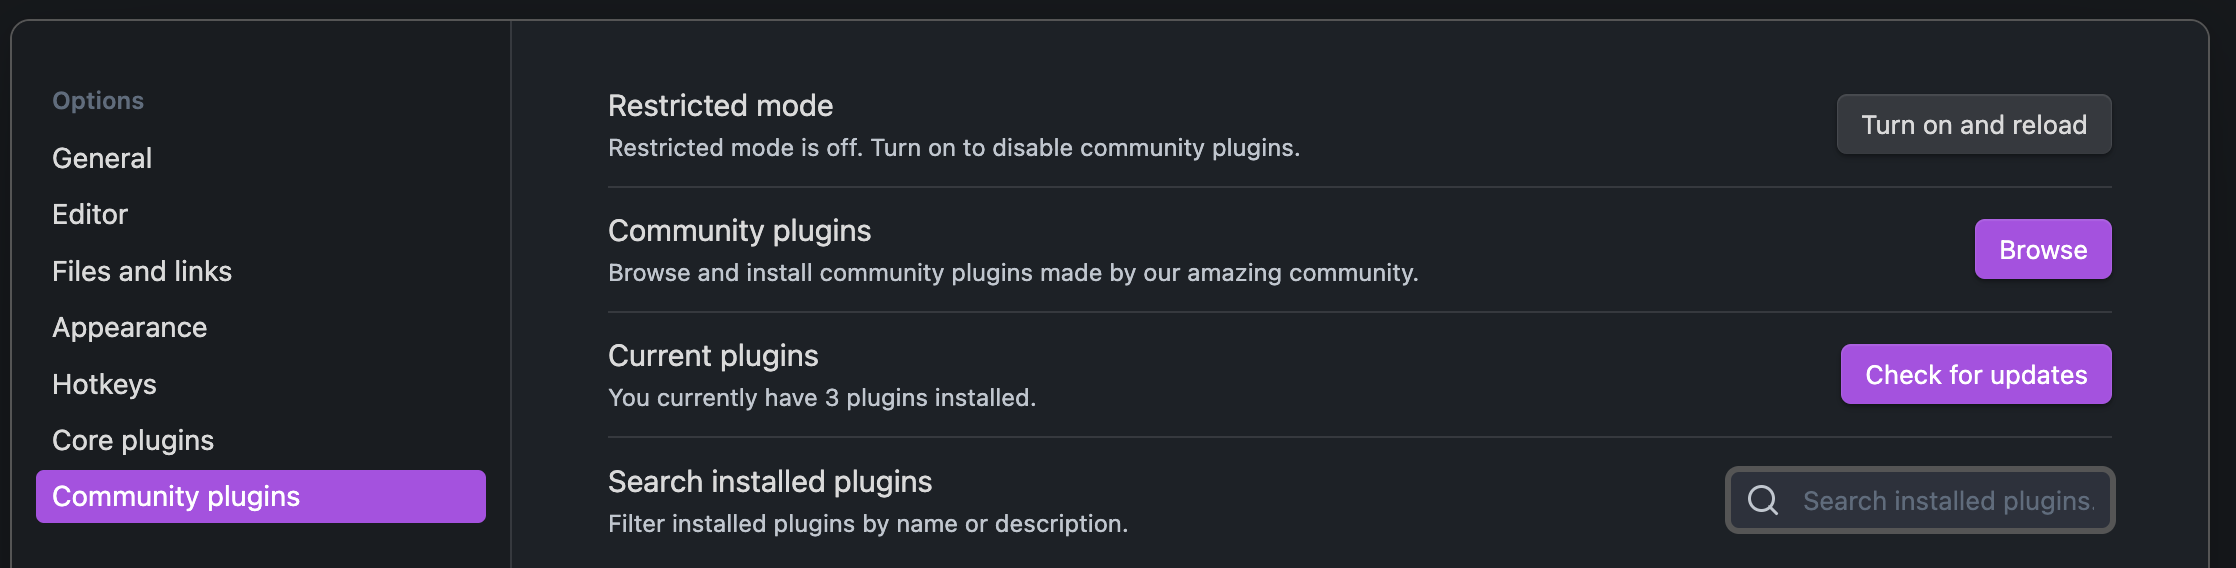 Options
General
Editor
Files and links
Appearance
Hotkeys
Core plugins
Community plugins
Restricted mode
Restricted mode is off. Turn on to disable community plugins.
Turn on and reload
Community plugins
Browse and install community plugins made by our amazing community.
Browse
Current plugins
You currently have 3 plugins installed.
Check for updates
Search installed plugins
Filter installed plugins by name or description.
Search installed plugins.